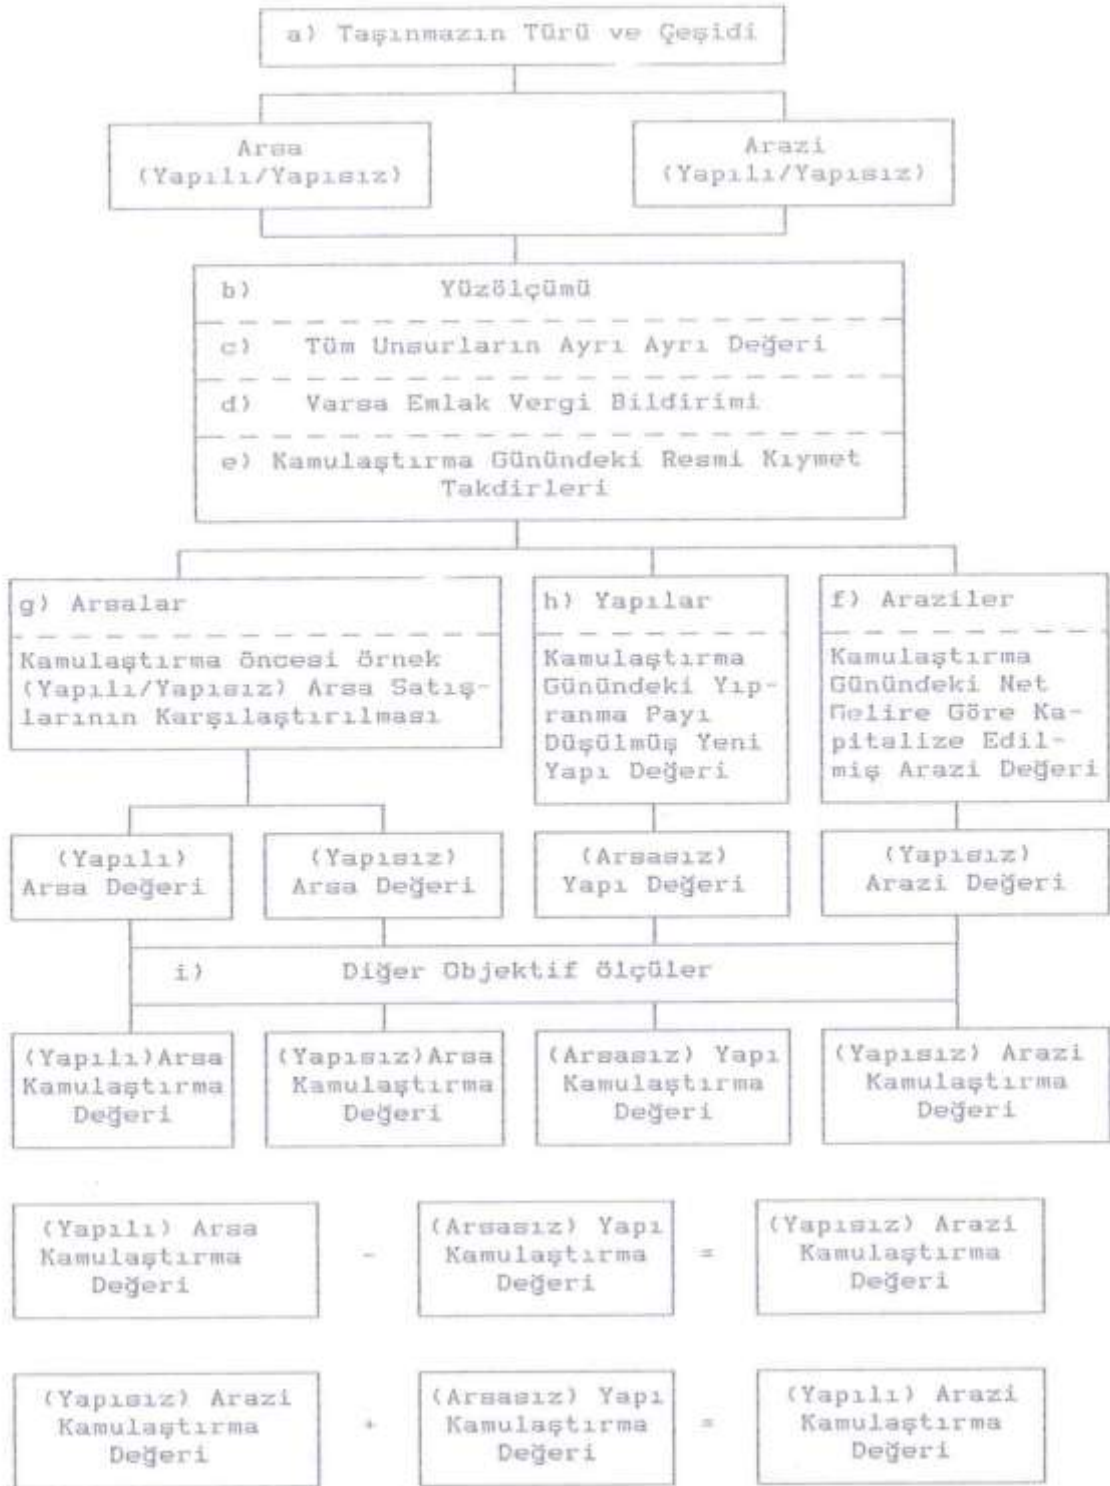 a) Taşınmazın Türü ve Çeşidi
Arsa
(Yapılı/Yapısız)
Arazi
(Yapılı/Yapısız)
b) Yüzölçümü
c) Tüm Unsurların Ayrı Ayrı Değeri
d) Varsa Emlak Vergi Bildirimi
e) Kamulaştırma Günündeki Resmi Kıymet
Takdirleri
g) Arsalar
Kamulaştırma öncesi örnek
(Yapılı/Yapısız) Arsa Satış-
larının Karşılaştırılması
h) Yapılar
Kamulaştırma
Günündeki Yıp-
ranma Payı
Düşülmüş Yeni
Yapı Değeri
f) Araziler
Kamulaştırma
Günündeki Net
Gelire Göre Ka-
pitalize Edil-
miş Arazi Değeri
(Yapılı)
Arsa Değeri
(Yapısız)
Arsa Değeri
(Arsasız)
Yapı Değeri
(Yapısız)
Arazi Değeri
i) Diğer Objektif ölçüler
(Yapılı)Arsa
Kamulaştırma
Değeri
(Yapısız)Arsa
Kamulaştırma
Değeri
(Arsasız) Yapı
Kamulaştırma
Değeri
(Yapısız) Arazi
Kamulaştırma
Değeri
(Yapılı) Arsa
Kamulaştırma
Değeri
-
(Arsasız) Yapı
Kamulaştırma
Değeri
=
(Yapısız) Arazi
Kamulaştırma
Değeri
(Yapısız) Arazi
Kamulaştırma
Değeri
+
(Arsasız) Yapı
Kamulaştırma
Değeri
=
(Yapılı) Arazi
Kamulaştırma
Değeri